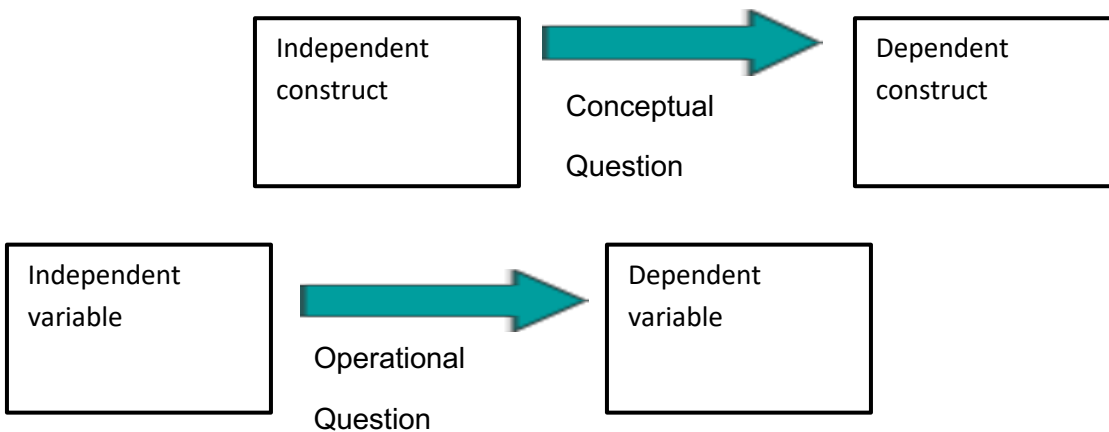 Independent
construct
Conceptual
Question
Dependent
construct
Independent
variable
Operational
Question
Dependent
variable